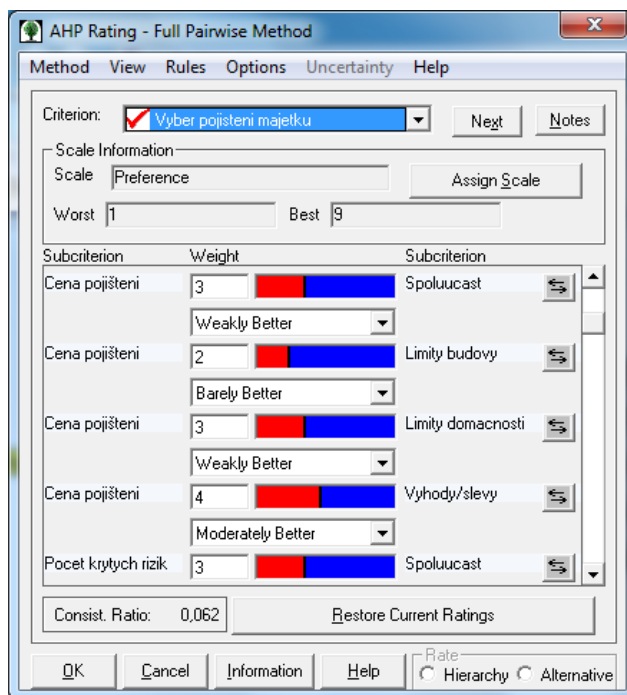 AHP Rating - Full Pairwise Method
Method View Rules Options Uncertainty Help
Criterion: Vyber pojisteni majetku Next Notes
Scale Information
Scale Preference Assign Scale
Worst 1 Best 9
Subcriterion Weight Subcriterion
Cena pojišteni 3 Spoluucast
Weakly Better
Cena pojišteni 2 Limity budovy
Barely Better
Cena pojišteni 3 Limity domacnosti
Weakly Better
Cena pojišteni 4 Vyhody/slevy
Moderately Better
Pocet krytych rizik 3 Spoluucast
Consist. Ratio: 0,062 Restore Current Ratings
OK Cancel Information Help Rate
Hierarchy Alternative